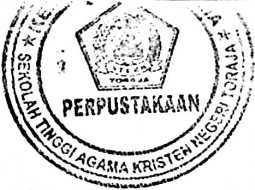 TORAJA
PERPUSTAKAAN
★ SEKOLAH TINGGI AGAMA KRISTEN NEGERI TORAJA ★